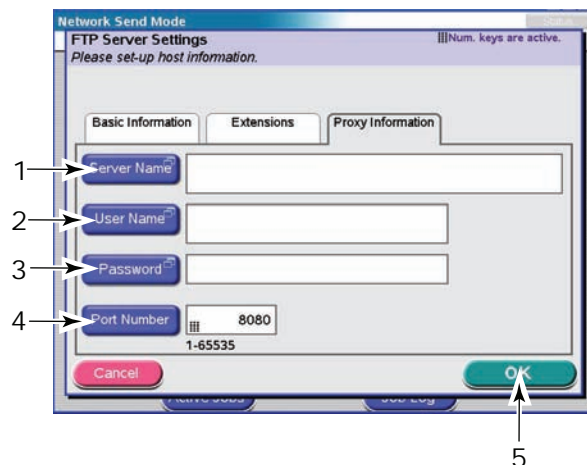 Network Send Mode
Status
FTP Server Settings
Num. keys are active.
Please set-up host information.
Basic Information
Extensions
Proxy Information
1
Server Name
2
User Name
3
Password
4
Port Number
8080
1-65535
Cancel
OK
Active Jobs
Job Log
5